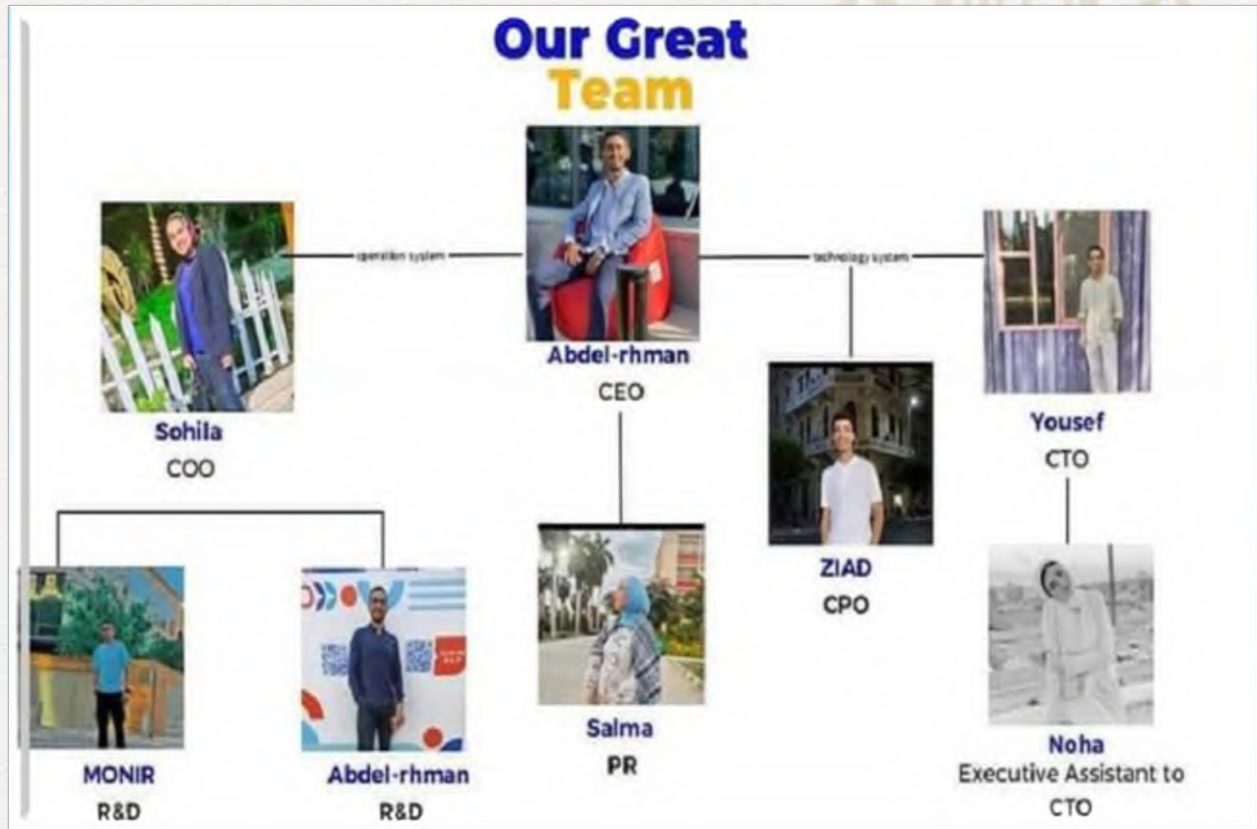 Our Great
Team
operation system
technology system
Abdel-rhman
CEO
Sohila
COO
Yousef
CTO
ZIAD
CPO
MONIR
R&D
Abdel-rhman
R&D
Salma
PR
Noha
Executive Assistant to
CTO